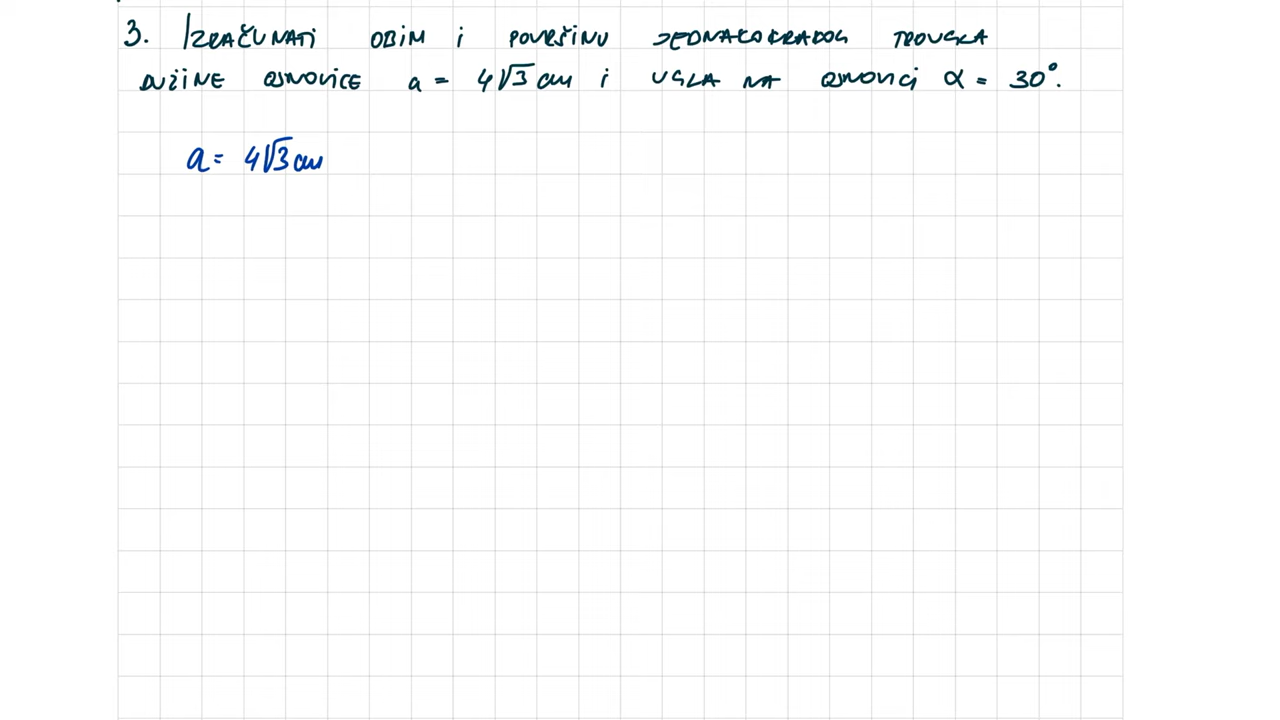 3. IZRAČUNATI OBIM i POVRŠINU JEDNAKOKRAKOG TROUGLA
DUŽINE OSNOVICE a = 4√3 cm i UGLA NA OSNOVICI α = 30°.
a = 4√3 cm